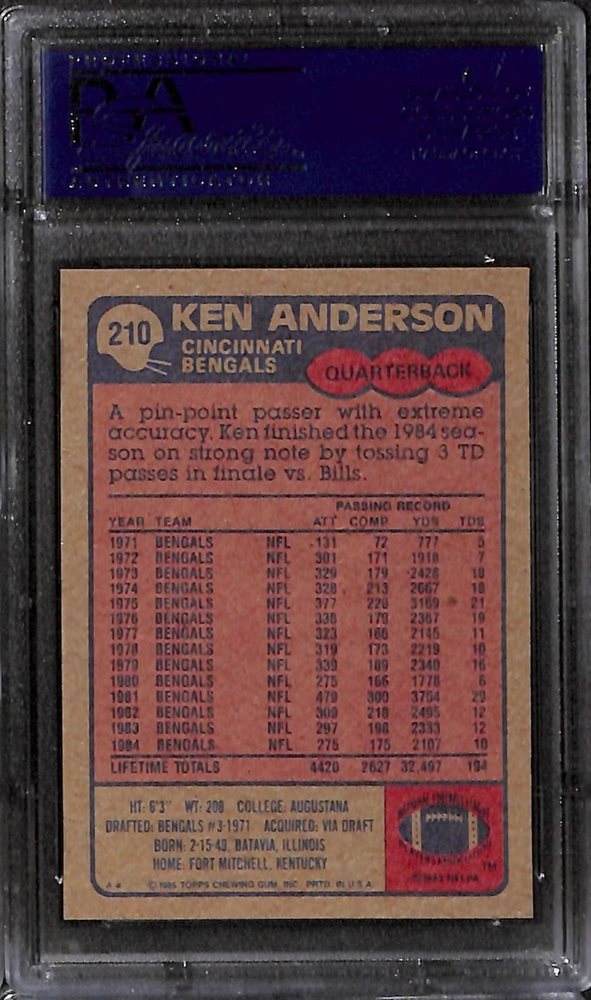 PSA
AUTHENTICATOR
210
KEN ANDERSON
CINCINNATI
BENGALS
QUARTERBACK
A pin-point passer with extreme
accuracy, Ken finished the 1984 sea-
son on strong note by tossing 3 TD
passes in finale vs. Bills.
PASSING RECORD
YEAR TEAM ATT COMP YDS TDS
1971 BENGALS NFL 131 72 777 5
1972 BENGALS NFL 301 171 1918 7
1973 BENGALS NFL 329 179 2428 18
1974 BENGALS NFL 328 213 2667 18
1975 BENGALS NFL 377 228 3169 21
1976 BENGALS NFL 338 179 2367 19
1977 BENGALS NFL 323 166 2145 11
1978 BENGALS NFL 319 173 2219 10
1979 BENGALS NFL 339 189 2340 16
1980 BENGALS NFL 275 166 1778 6
1981 BENGALS NFL 479 300 3754 29
1982 BENGALS NFL 309 218 2495 12
1983 BENGALS NFL 297 198 2333 12
1984 BENGALS NFL 275 175 2107 10
LIFETIME TOTALS 4420 2627 32,497 194
HT: 6'3" WT: 208 COLLEGE: AUGUSTANA
DRAFTED: BENGALS #3-1971 ACQUIRED: VIA DRAFT
BORN: 2-15-49, BATAVIA, ILLINOIS
HOME: FORT MITCHELL, KENTUCKY
A* © 1985 TOPPS CHEWING GUM, INC. PRTD. IN U.S.A.
NATIONAL FOOTBALL LEAGUE
TM
© 1985 NFLPA